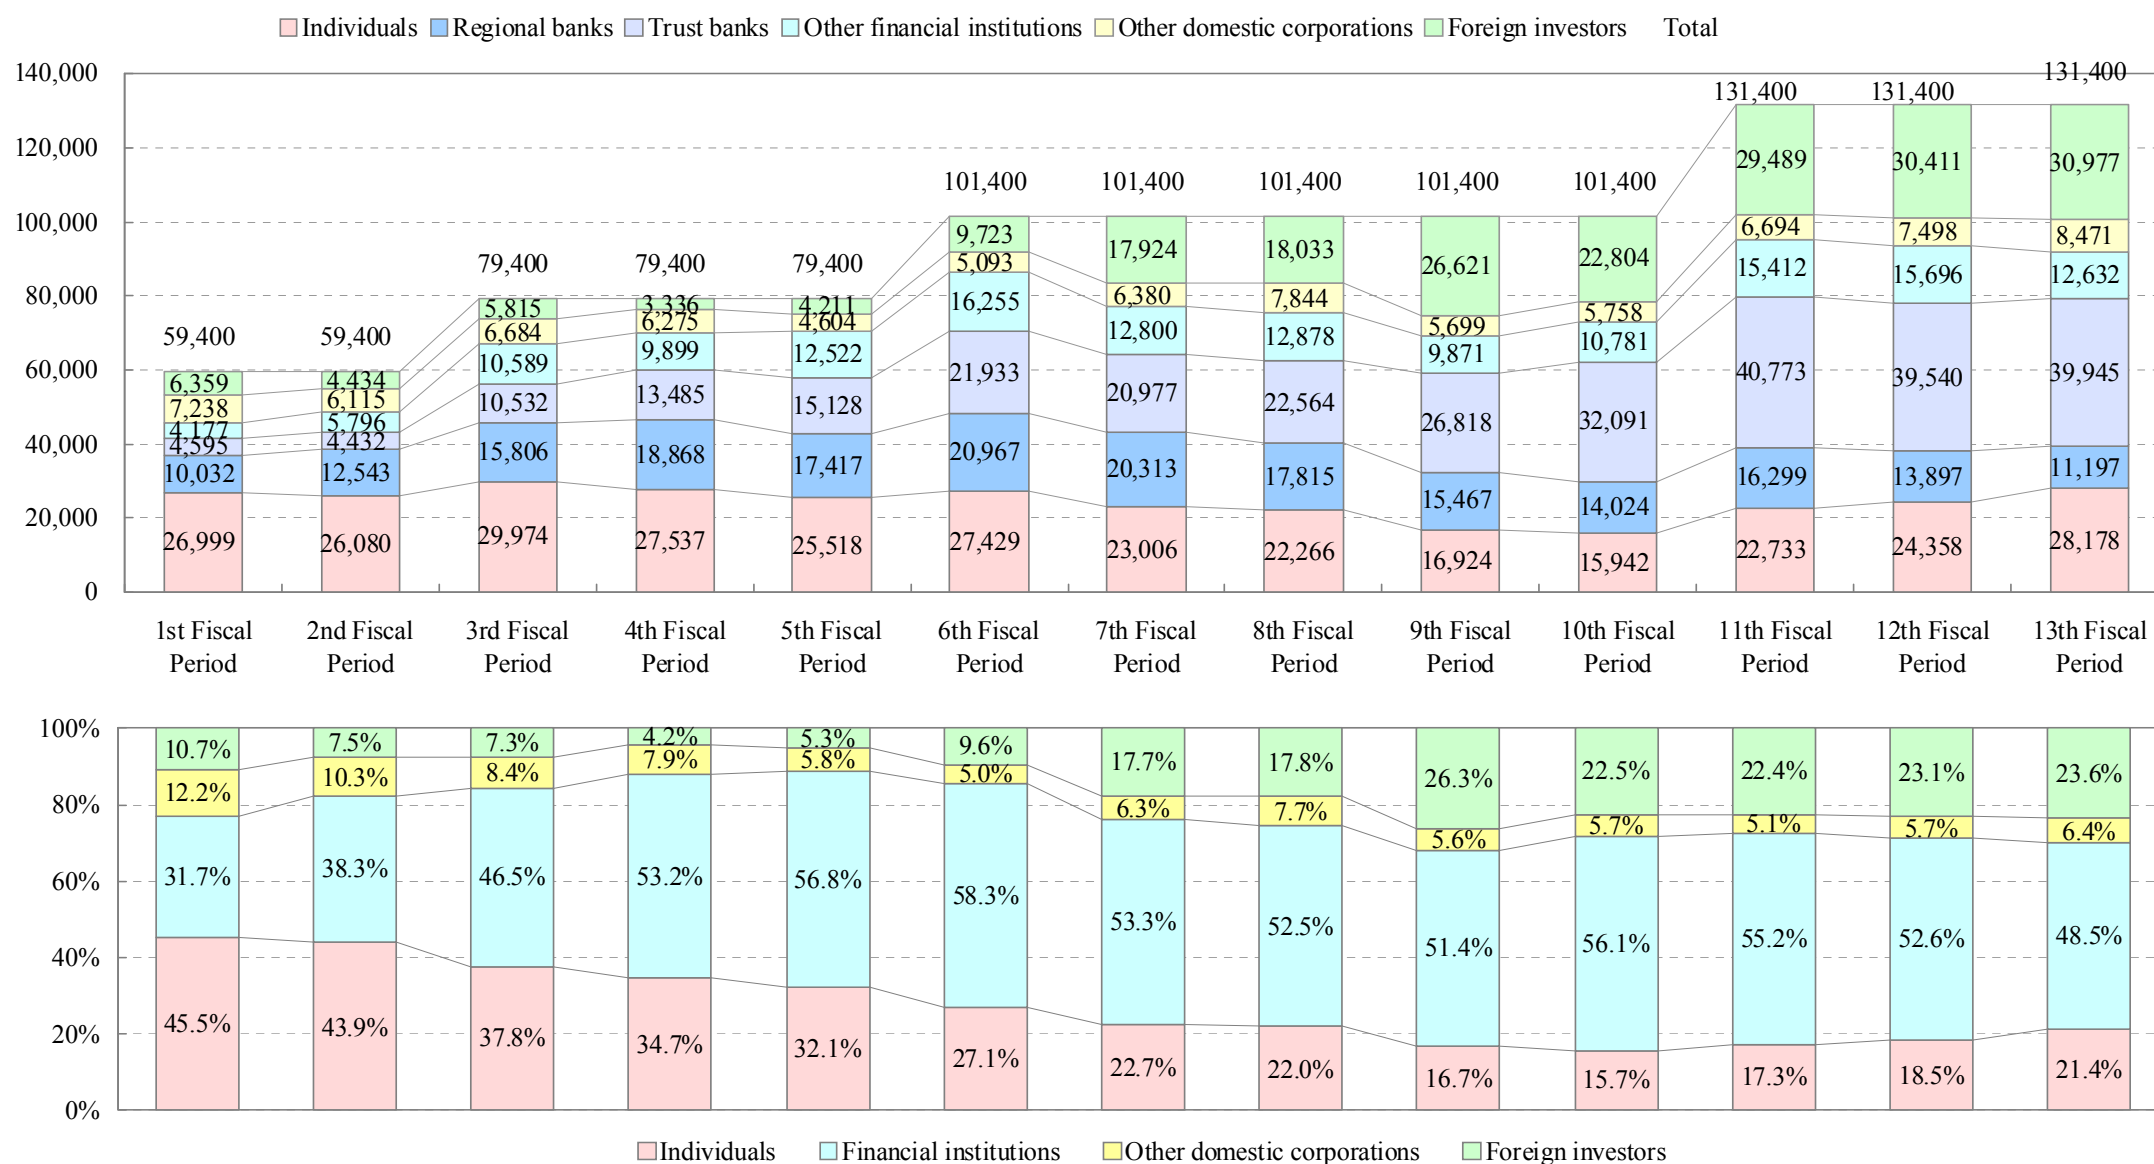 Individuals Regional banks Trust banks Other financial institutions Other domestic corporations Foreign investors Total
140,000
120,000
100,000
80,000
60,000
40,000
20,000
0
59,400 59,400 79,400 79,400 79,400 101,400 101,400 101,400 101,400 101,400 131,400 131,400 131,400
6,359 4,434 5,815 3,336 4,211 9,723 17,924 18,033 26,621 22,804 29,489 30,411 30,977
7,238 6,115 6,684 6,275 4,604 5,093 6,380 7,844 5,699 5,758 6,694 7,498 8,471
4,177 5,796 10,589 9,899 12,522 16,255 12,800 12,878 9,871 10,781 15,412 15,696 12,632
4,595 4,432 10,532 13,485 15,128 21,933 20,977 22,564 26,818 32,091 40,773 39,540 39,945
10,032 12,543 15,806 18,868 17,417 20,967 20,313 17,815 15,467 14,024 16,299 13,897 11,197
26,999 26,080 29,974 27,537 25,518 27,429 23,006 22,266 16,924 15,942 22,733 24,358 28,178
1st Fiscal 2nd Fiscal 3rd Fiscal 4th Fiscal 5th Fiscal 6th Fiscal 7th Fiscal 8th Fiscal 9th Fiscal 10th Fiscal 11th Fiscal 12th Fiscal 13th Fiscal
Period Period Period Period Period Period Period Period Period Period Period Period Period
100%
80%
60%
40%
20%
0%
10.7% 7.5% 7.3% 4.2% 5.3% 9.6% 17.7% 17.8% 26.3% 22.5% 22.4% 23.1% 23.6%
12.2% 10.3% 8.4% 7.9% 5.8% 5.0% 6.3% 7.7% 5.6% 5.7% 5.1% 5.7% 6.4%
31.7% 38.3% 46.5% 53.2% 56.8% 58.3% 53.3% 52.5% 51.4% 56.1% 55.2% 52.6% 48.5%
45.5% 43.9% 37.8% 34.7% 32.1% 27.1% 22.7% 22.0% 16.7% 15.7% 17.3% 18.5% 21.4%
Individuals Financial institutions Other domestic corporations Foreign investors